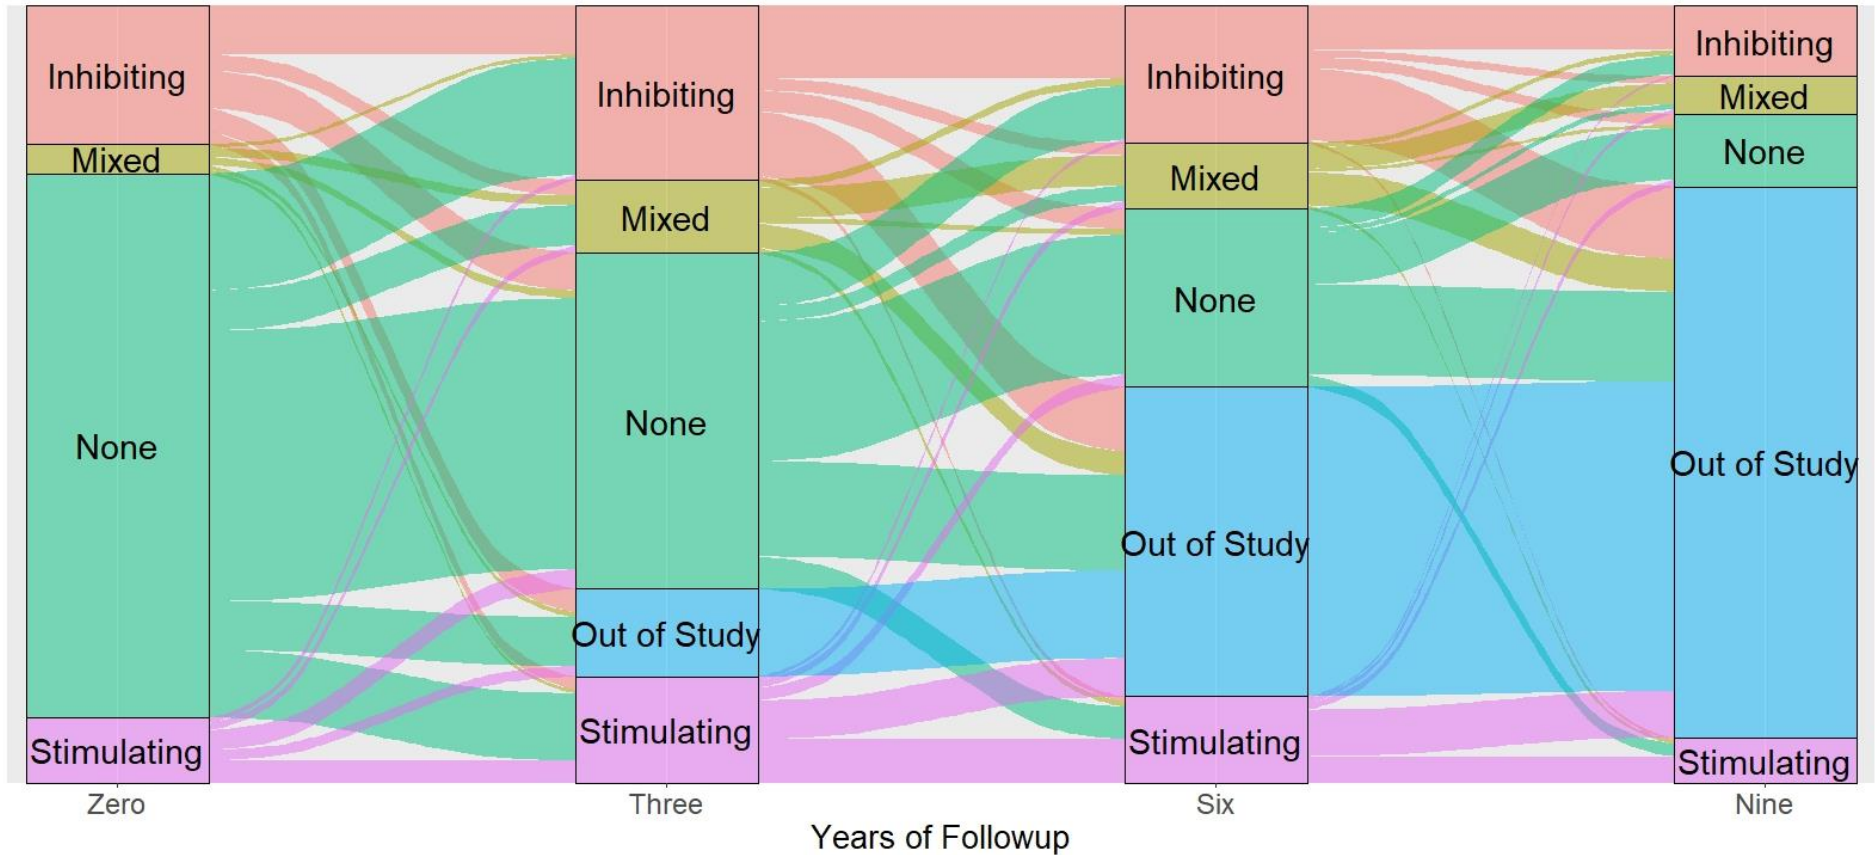 Inhibiting
Mixed
None
Stimulating
Inhibiting
Mixed
None
Out of Study
Stimulating
Inhibiting
Mixed
None
Out of Study
Stimulating
Inhibiting
Mixed
None
Out of Study
Stimulating
Zero
Three
Six
Nine
Years of Followup